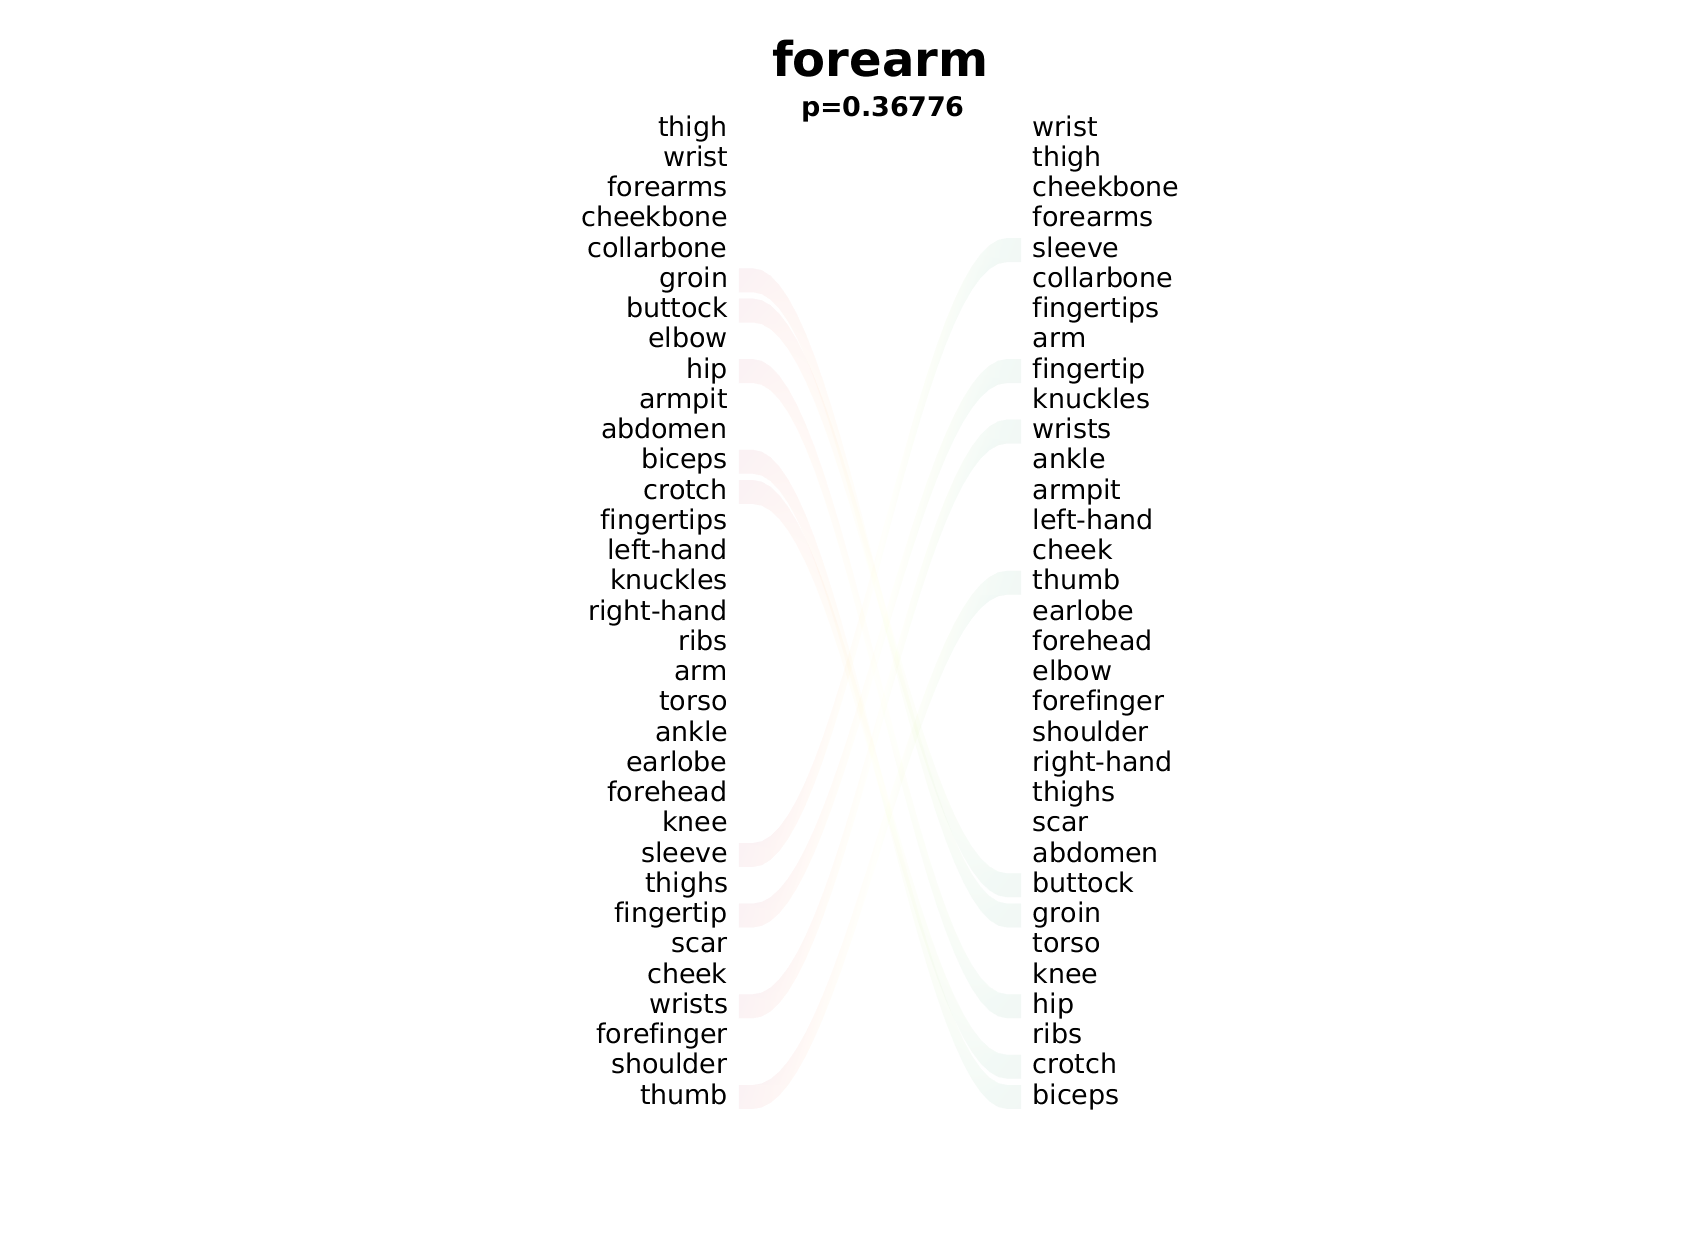 forearm
p=0.36776
thigh wrist
wrist thigh
forearms cheekbone
cheekbone forearms
collarbone sleeve
groin collarbone
buttock fingertips
elbow arm
hip fingertip
armpit knuckles
abdomen wrists
biceps ankle
crotch armpit
fingertips left-hand
left-hand cheek
knuckles thumb
right-hand earlobe
ribs forehead
arm elbow
torso forefinger
ankle shoulder
earlobe right-hand
forehead thighs
knee scar
sleeve abdomen
thighs buttock
fingertip groin
scar torso
cheek knee
wrists hip
forefinger ribs
shoulder crotch
thumb biceps